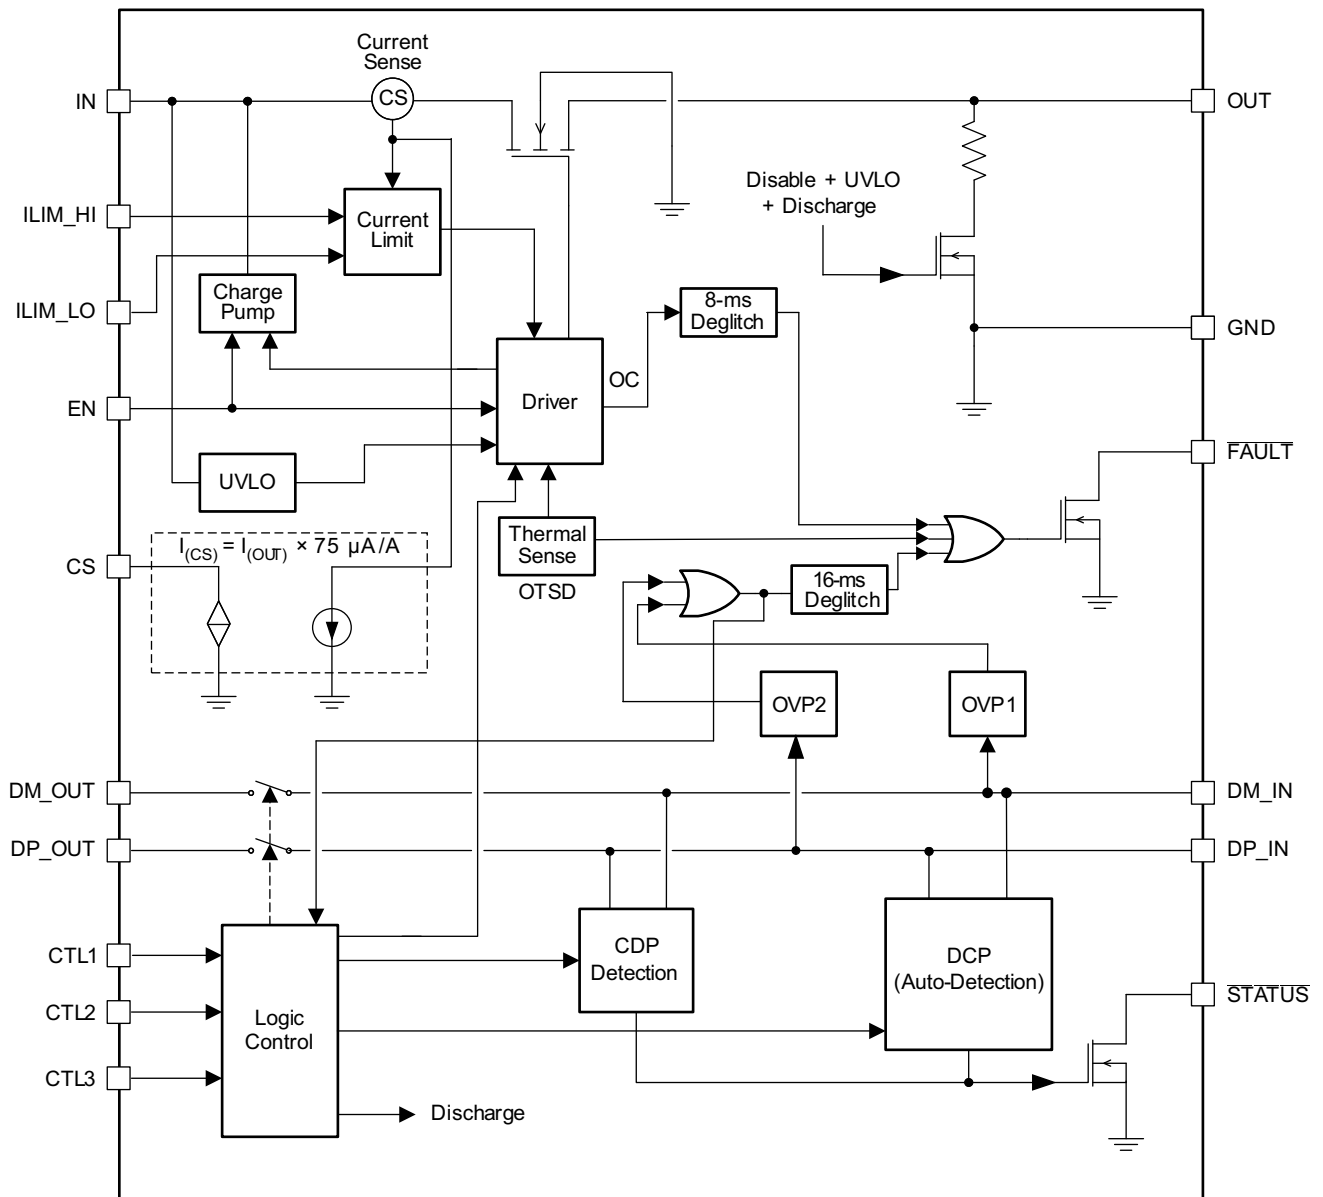 Current
Sense
IN
CS
OUT
Disable + UVLO
+ Discharge
ILIM_HI
Current
Limit
ILIM_LO
Charge
Pump
8-ms
Deglitch
GND
OC
EN
Driver
FAULT
UVLO
Thermal
Sense
I(CS) = I(OUT) × 75 µA/A
CS
OTSD
16-ms
Deglitch
OVP2
OVP1
DM_OUT
DM_IN
DP_OUT
DP_IN
CTL1
CDP
Detection
DCP
(Auto-Detection)
STATUS
CTL2
Logic
Control
CTL3
Discharge